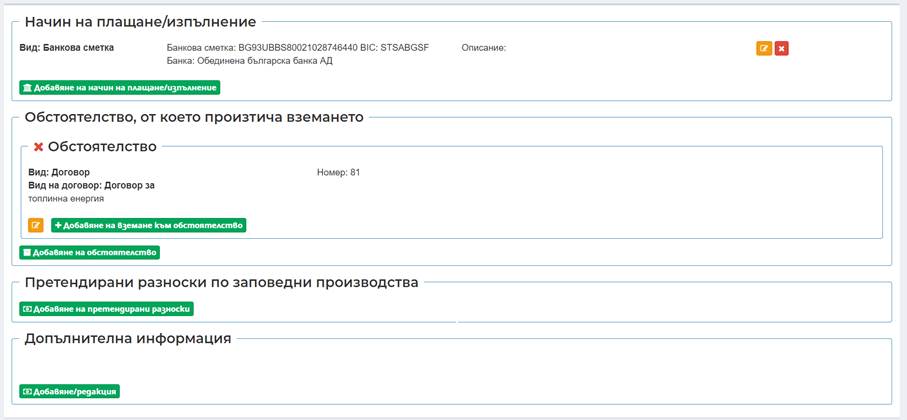 Начин на плащане/изпълнение
Вид: Банкова сметка Банкова сметка: BG93UBBS80021028746440 BIC: STSABGSF Описание:
Банка: Обединена българска банка АД
Добавяне на начин на плащане/изпълнение
Обстоятелство, от което произтича вземането
Обстоятелство
Вид: Договор Номер: 81
Вид на договор: Договор за
топлинна енергия
Добавяне на вземане към обстоятелство
Добавяне на обстоятелство
Претендирани разноски по заповедни производства
Добавяне на претендирани разноски
Допълнителна информация
Добавяне/редакция